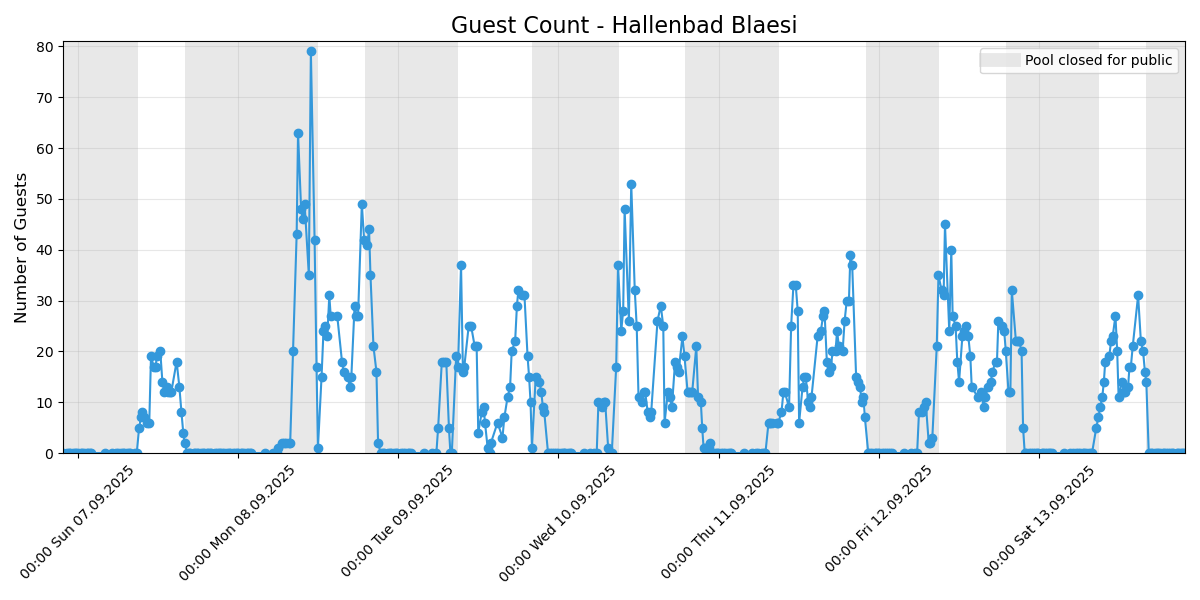 Guest Count - Hallenbad Blaesi
Pool closed for public
Number of Guests
80
70
60
50
40
30
20
10
0
00:00 Sun 07.09.2025
00:00 Mon 08.09.2025
00:00 Tue 09.09.2025
00:00 Wed 10.09.2025
00:00 Thu 11.09.2025
00:00 Fri 12.09.2025
00:00 Sat 13.09.2025